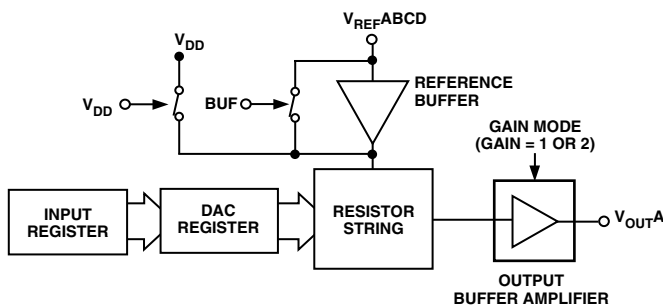 V_REFABCD
V_DD
REFERENCE
BUFFER
V_DD
BUF
GAIN MODE
(GAIN = 1 OR 2)
INPUT
REGISTER
DAC
REGISTER
RESISTOR
STRING
V_OUTA
OUTPUT
BUFFER AMPLIFIER